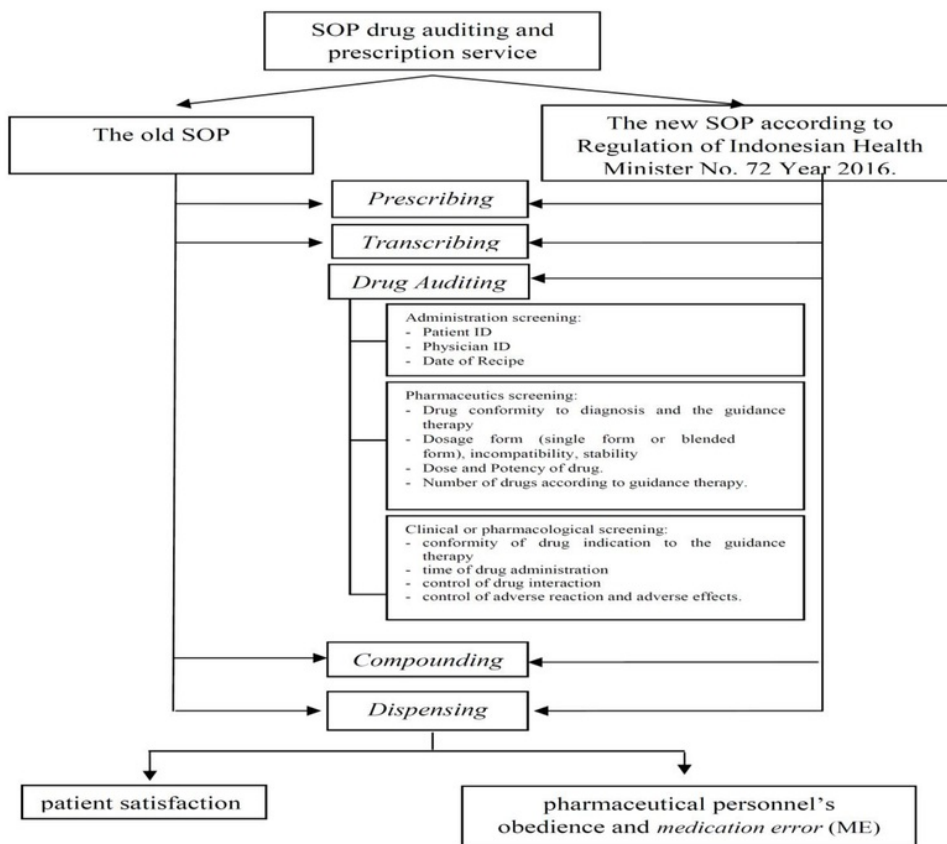 SOP drug auditing and
prescription service
The old SOP
The new SOP according to
Regulation of Indonesian Health
Minister No. 72 Year 2016.
Prescribing
Transcribing
Drug Auditing
Administration screening:
- Patient ID
- Physician ID
- Date of Recipe
Pharmaceutics screening:
- Drug conformity to diagnosis and the guidance
therapy
- Dosage form (single form or blended
form), incompatibility, stability
- Dose and Potency of drug.
- Number of drugs according to guidance therapy.
Clinical or pharmacological screening:
- conformity of drug indication to the guidance
therapy
- time of drug administration
- control of drug interaction
- control of adverse reaction and adverse effects.
Compounding
Dispensing
patient satisfaction
pharmaceutical personnel's
obedience and medication error (ME)